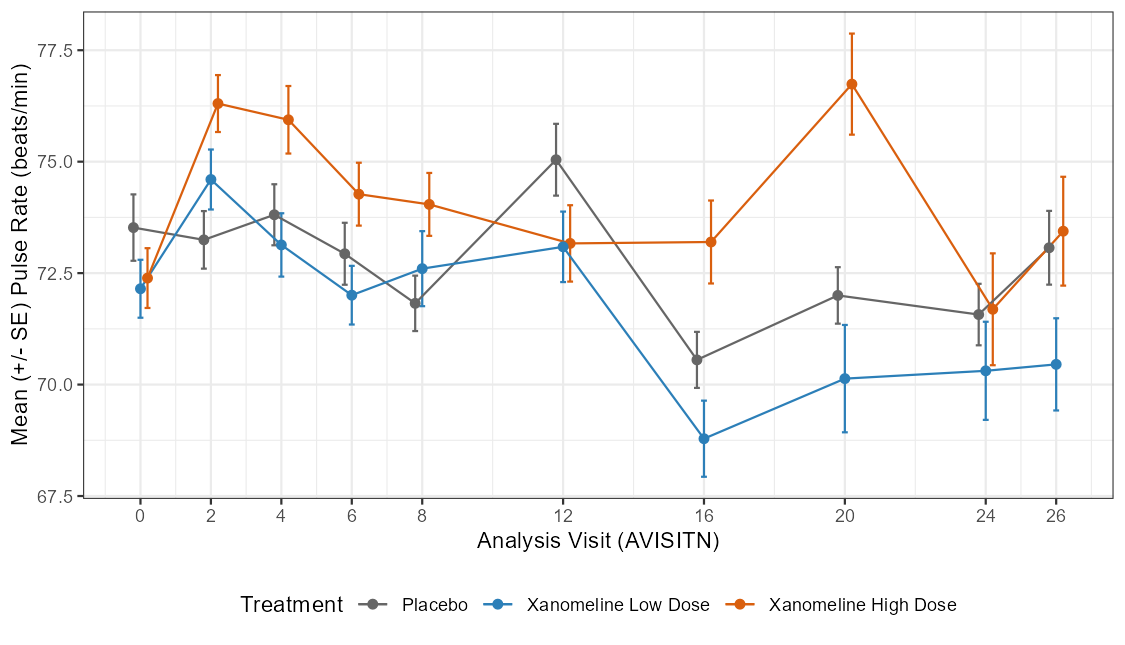 Mean (+/- SE) Pulse Rate (beats/min)
77.5
75.0
72.5
70.0
67.5
0 2 4 6 8 12 16 20 24 26
Analysis Visit (AVISITN)
Treatment Placebo Xanomeline Low Dose Xanomeline High Dose